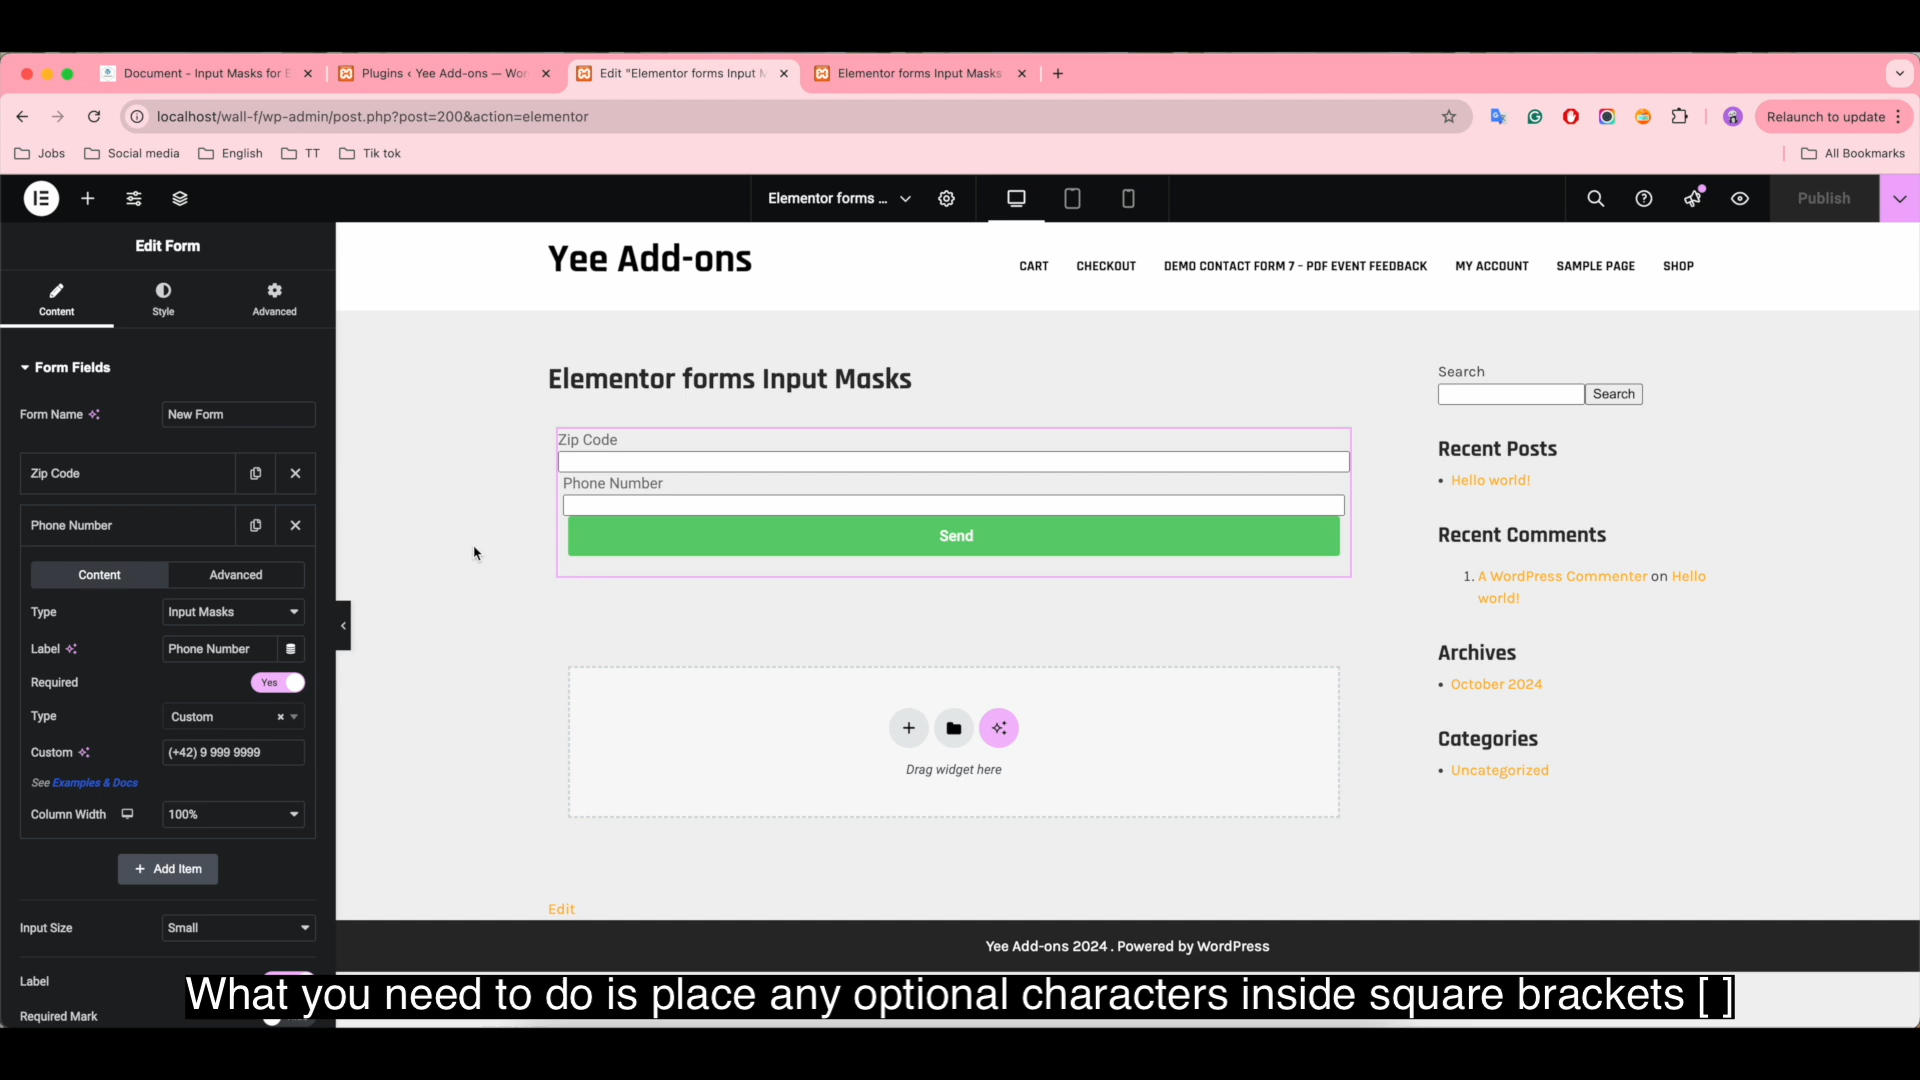 Document - Input Masks for E
Plugins ‹ Yee Add-ons — Wor
Edit "Elementor forms Input M
Elementor forms Input Masks
localhost/wall-f/wp-admin/post.php?post=200&action=elementor
Relaunch to update
Jobs
Social media
English
TT
Tik tok
All Bookmarks
Elementor forms ...
Publish
Edit Form
Content
Style
Advanced
Form Fields
Form Name
New Form
Zip Code
Phone Number
Content
Advanced
Type
Input Masks
Label
Phone Number
Required
Yes
Type
Custom
Custom
(+42) 9 999 9999
See Examples & Docs
Column Width
100%
+ Add Item
Input Size
Small
Label
Required Mark
Yee Add-ons
CART
CHECKOUT
DEMO CONTACT FORM 7 – PDF EVENT FEEDBACK
MY ACCOUNT
SAMPLE PAGE
SHOP
Elementor forms Input Masks
Zip Code
Phone Number
Send
Drag widget here
Edit
Search
Search
Recent Posts
• Hello world!
Recent Comments
1. A WordPress Commenter on Hello
world!
Archives
• October 2024
Categories
• Uncategorized
Yee Add-ons 2024 . Powered by WordPress
What you need to do is place any optional characters inside square brackets [ ]